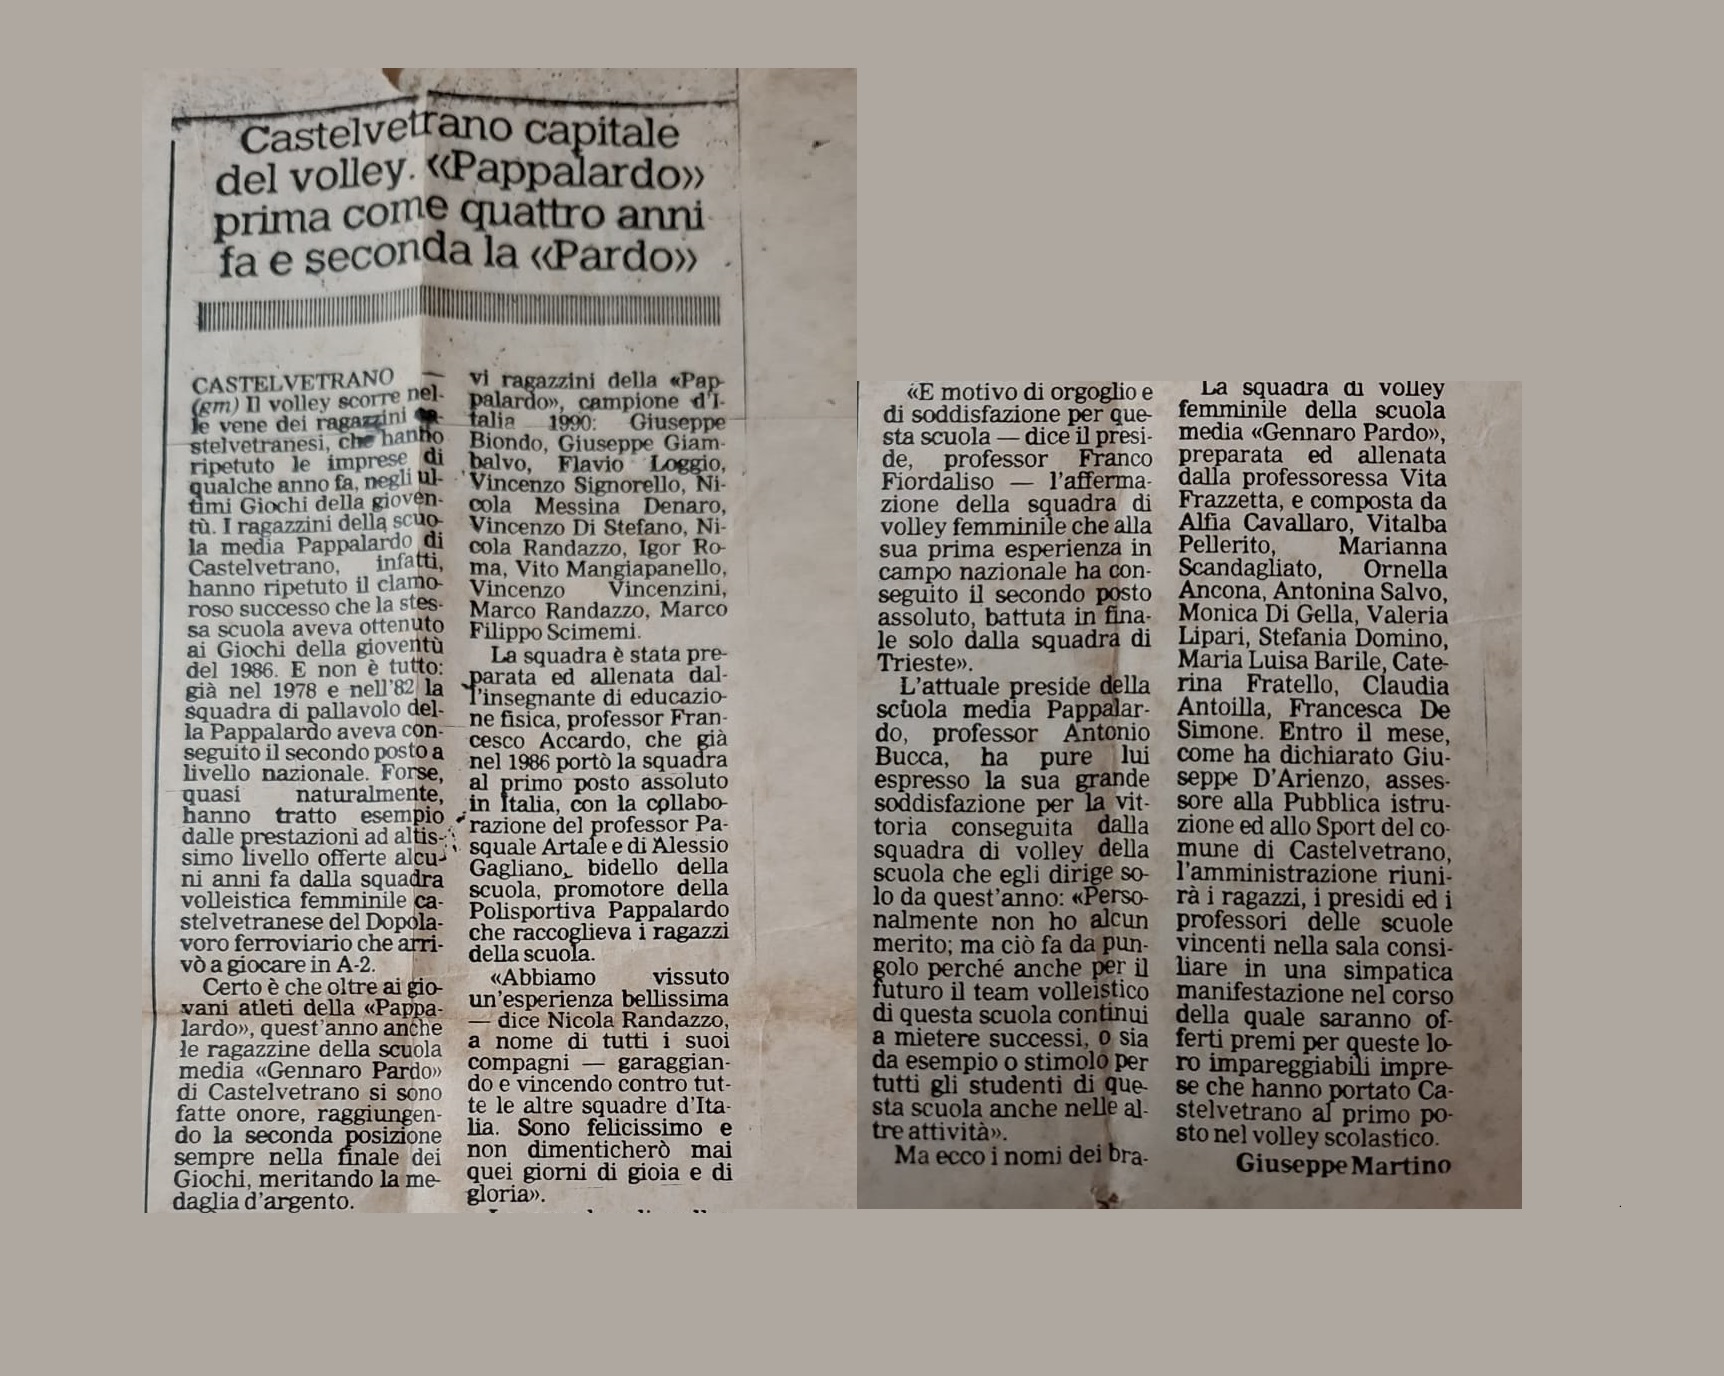 Castelvetrano capitale
del volley. «Pappalardo»
prima come quattro anni
fa e seconda la «Pardo»
CASTELVETRANO —
(gm) Il volley scorre nel-
le vene dei ragazzini ca-
stelvetranesi, che hanno
ripetuto le imprese di
qualche anno fa, negli ul-
timi Giochi della gioven-
tù. I ragazzini della scuo-
la media Pappalardo di
Castelvetrano, infatti,
hanno ripetuto il clamo-
roso successo che la stes-
sa scuola aveva ottenuto
ai Giochi della gioventù
del 1986. E non è tutto:
già nel 1978 e nell'82 la
squadra di pallavolo del-
la Pappalardo aveva con-
seguito il secondo posto a
livello nazionale. Forse,
quasi naturalmente,
hanno tratto esempio
dalle prestazioni ad altis-
simo livello offerte alcu-
ni anni fa dalla squadra
volleistica femminile ca-
stelvetranese del Dopola-
voro ferroviario che arri-
vò a giocare in A-2.
Certo è che oltre ai gio-
vani atleti della «Pappa-
lardo», quest'anno anche
le ragazzine della scuola
media «Gennaro Pardo»
di Castelvetrano si sono
fatte onore, raggiungen-
do la seconda posizione
sempre nella finale dei
Giochi, meritando la me-
daglia d'argento.
«E motivo di orgoglio e
di soddisfazione per que-
sta scuola — dice il presi-
de, professor Franco
Fiordaliso — l'afferma-
zione della squadra di
volley femminile che alla
sua prima esperienza in
campo nazionale ha con-
seguito il secondo posto
assoluto, battuta in fina-
le solo dalla squadra di
Trieste».
L'attuale preside della
scuola media Pappalar-
do, professor Antonio
Bucca, ha pure lui
espresso la sua grande
soddisfazione per la vit-
toria conseguita dalla
squadra di volley della
scuola che egli dirige so-
lo da quest'anno: «Perso-
nalmente non ho alcun
merito; ma ciò fa da pun-
golo perché anche per il
futuro il team volleistico
di questa scuola continui
a mietere successi, o sia
da esempio o stimolo per
tutti gli studenti di que-
sta scuola anche nelle al-
tre attività».
Ma ecco i nomi dei bra-
vi ragazzini della «Pap-
palardo», campione d'I-
talia 1990: Giuseppe
Biondo, Giuseppe Giam-
balvo, Flavio Loggio,
Vincenzo Signorello, Ni-
cola Messina Denaro,
Vincenzo Di Stefano, Ni-
cola Randazzo, Igor Ro-
ma, Vito Mangiapanello,
Vincenzo Vincenzini,
Marco Randazzo, Marco
Filippo Scimemi.
La squadra è stata pre-
parata ed allenata dal-
l'insegnante di educazio-
ne fisica, professor Fran-
cesco Accardo, che già
nel 1986 portò la squadra
al primo posto assoluto
in Italia, con la collabo-
razione del professor Pa-
squale Artale e di Alessio
Gagliano, bidello della
scuola, promotore della
Polisportiva Pappalardo
che raccoglieva i ragazzi
della scuola.
«Abbiamo vissuto
un'esperienza bellissima
— dice Nicola Randazzo,
a nome di tutti i suoi
compagni — garaggian-
do e vincendo contro tut-
te le altre squadre d'Ita-
lia. Sono felicissimo e
non dimenticherò mai
quei giorni di gioia e di
gloria».
La squadra di volley
femminile della scuola
media «Gennaro Pardo»,
preparata ed allenata
dalla professoressa Vita
Frazzetta, e composta da
Alfia Cavallaro, Vitalba
Pellerito, Marianna
Scandagliato, Ornella
Ancona, Antonina Salvo,
Monica Di Gella, Valeria
Lipari, Stefania Domino,
Maria Luisa Barile, Cate-
rina Fratello, Claudia
Antoilla, Francesca De
Simone. Entro il mese,
come ha dichiarato Giu-
seppe D'Arienzo, asses-
sore alla Pubblica istru-
zione ed allo Sport del co-
mune di Castelvetrano,
l'amministrazione riuni-
rà i ragazzi, i presidi ed i
professori delle scuole
vincenti nella sala consi-
liare in una simpatica
manifestazione nel corso
della quale saranno of-
ferti premi per queste lo-
ro impareggiabili impre-
se che hanno portato Ca-
stelvetrano al primo po-
sto nel volley scolastico.
Giuseppe Martino